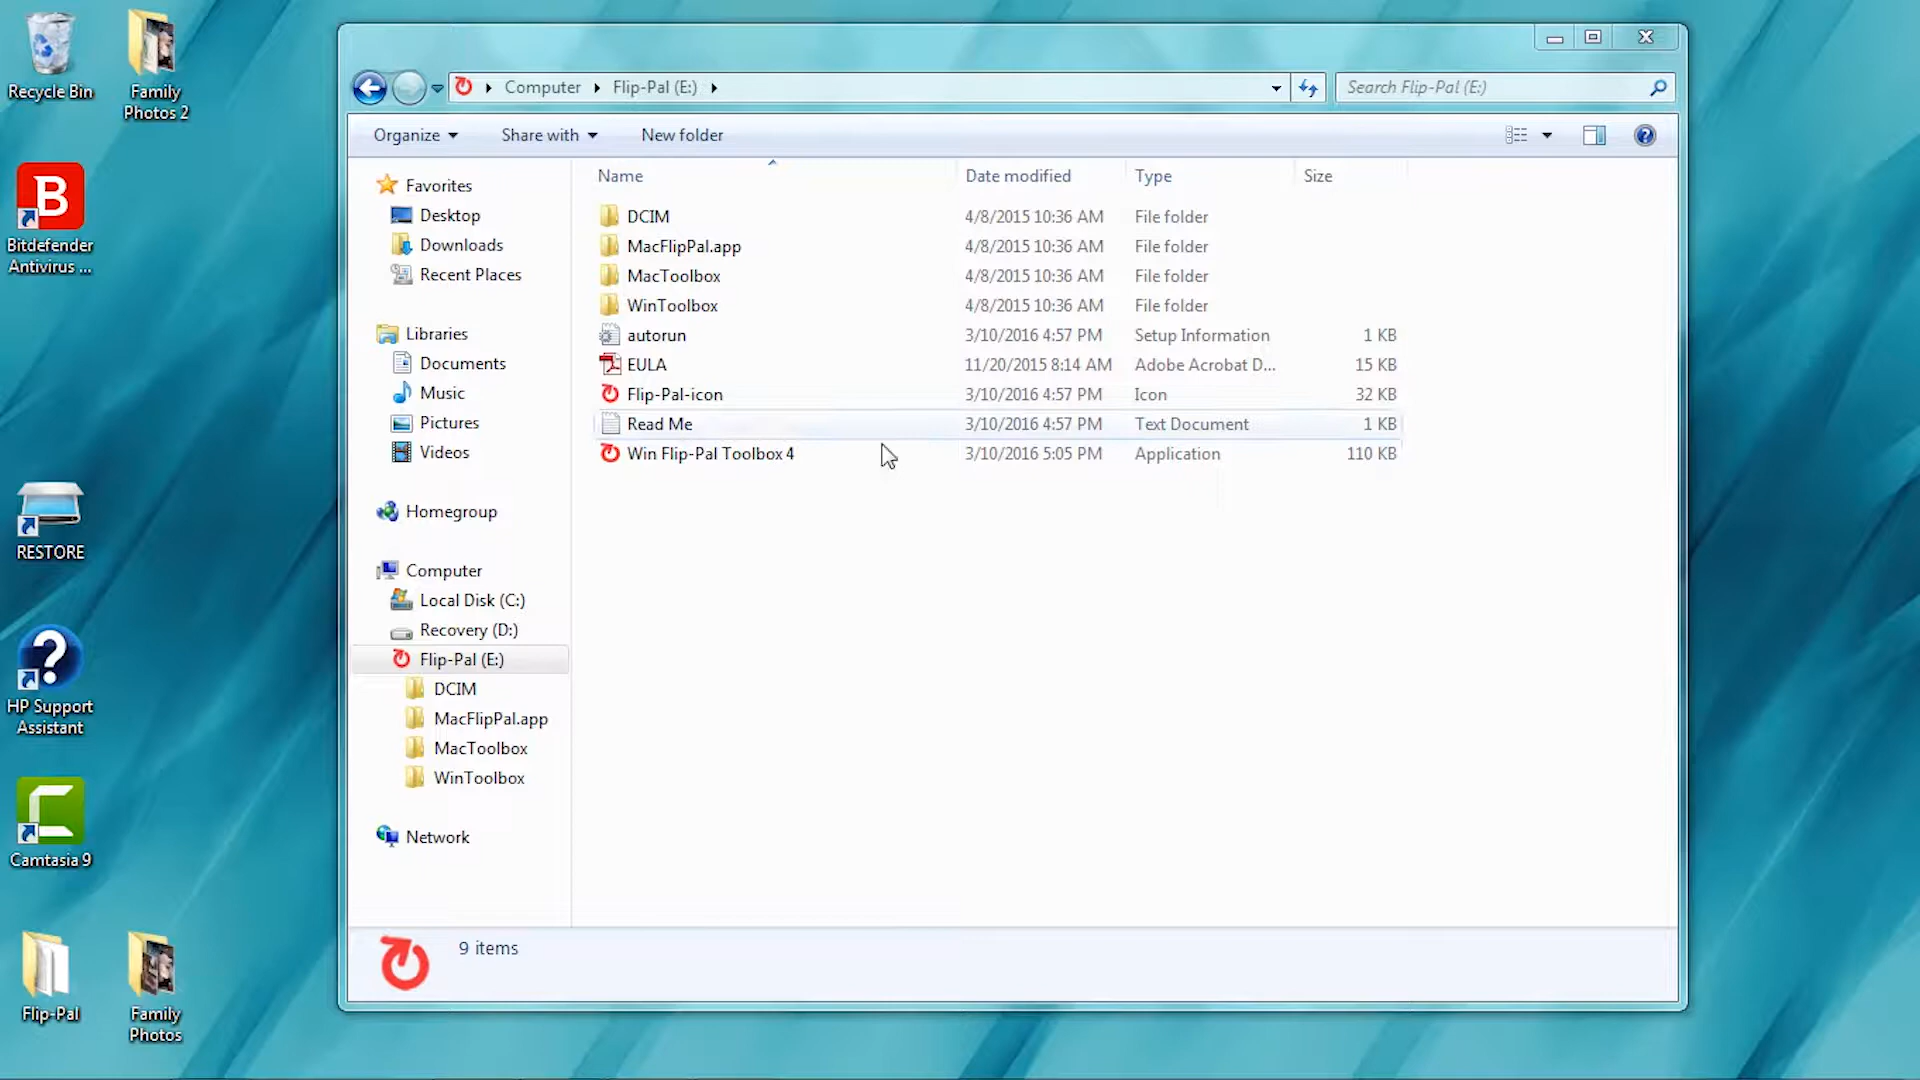 Recycle Bin
Family
Photos 2
Bitdefender
Antivirus ...
RESTORE
HP Support
Assistant
Camtasia 9
Flip-Pal
Family
Photos
Computer Flip-Pal (E:)
Search Flip-Pal (E:)
Organize Share with New folder
Favorites
Desktop
Downloads
Recent Places
Libraries
Documents
Music
Pictures
Videos
Homegroup
Computer
Local Disk (C:)
Recovery (D:)
Flip-Pal (E:)
DCIM
MacFlipPal.app
MacToolbox
WinToolbox
Network
Name Date modified Type Size
DCIM 4/8/2015 10:36 AM File folder
MacFlipPal.app 4/8/2015 10:36 AM File folder
MacToolbox 4/8/2015 10:36 AM File folder
WinToolbox 4/8/2015 10:36 AM File folder
autorun 3/10/2016 4:57 PM Setup Information 1 KB
EULA 11/20/2015 8:14 AM Adobe Acrobat D... 15 KB
Flip-Pal-icon 3/10/2016 4:57 PM Icon 32 KB
Read Me 3/10/2016 4:57 PM Text Document 1 KB
Win Flip-Pal Toolbox 4 3/10/2016 5:05 PM Application 110 KB
9 items